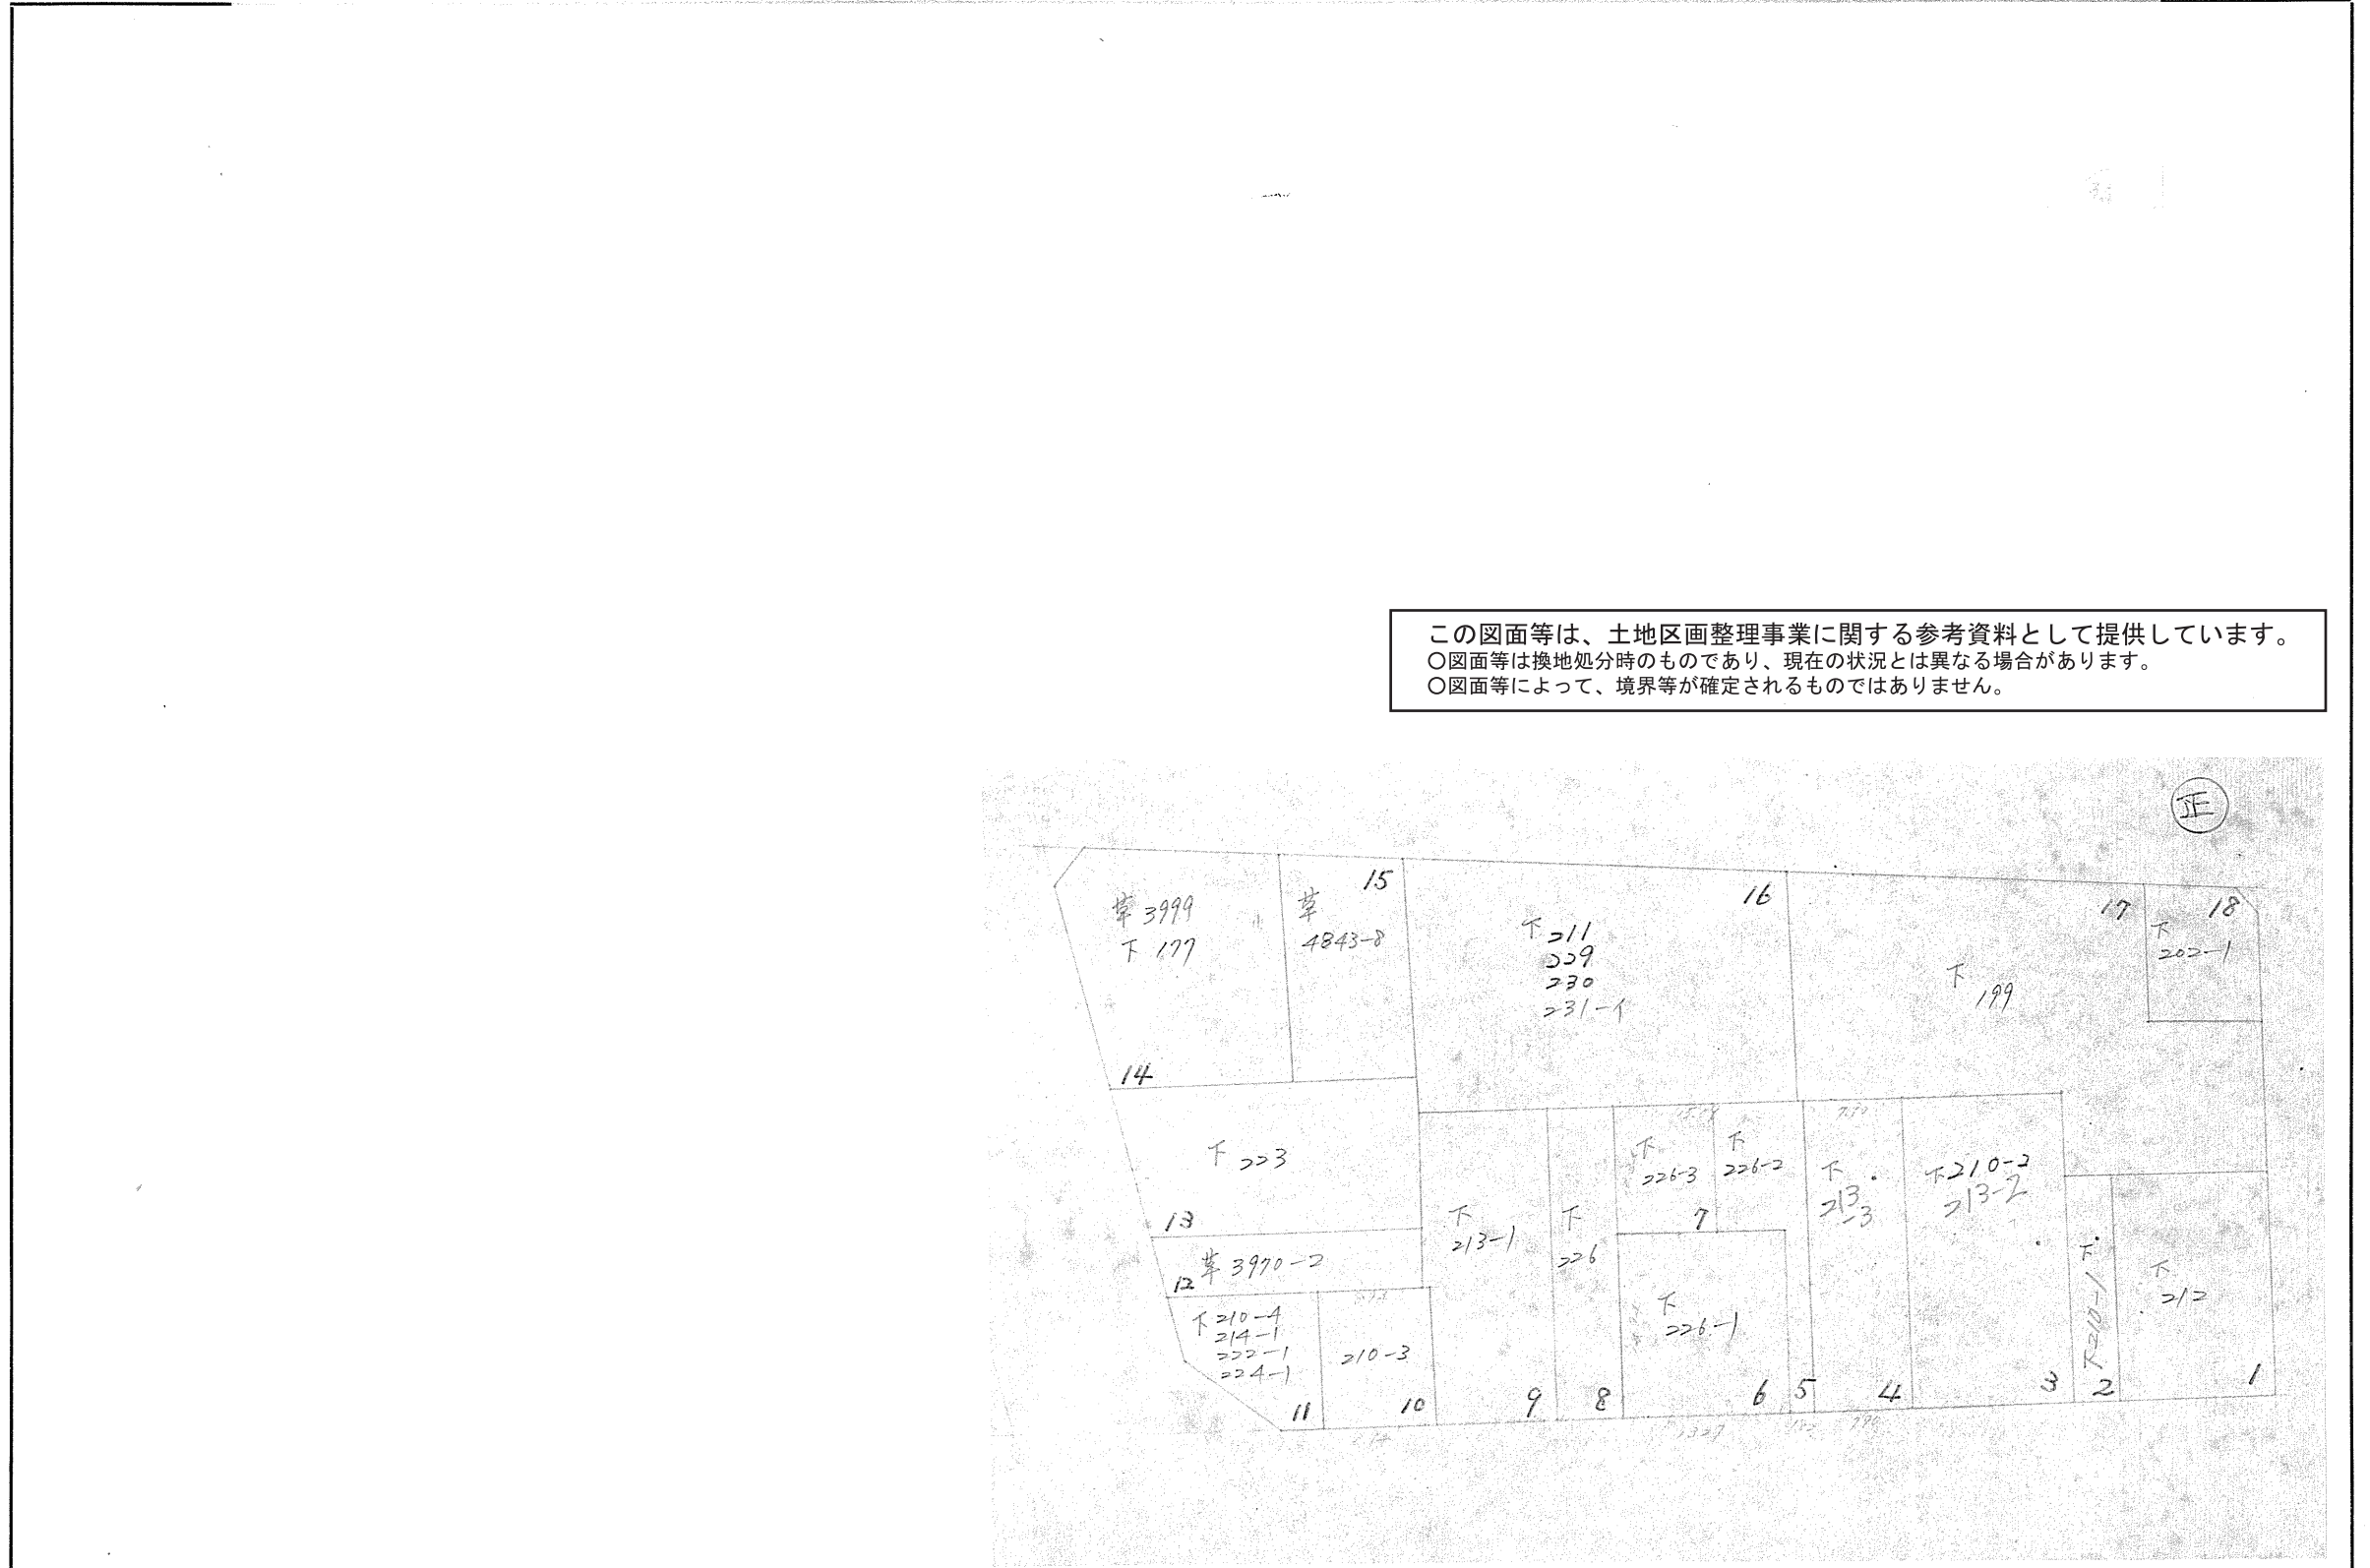 この図面等は、土地区画整理事業に関する参考資料として提供しています。
○図面等は換地処分時のものであり、現在の状況とは異なる場合があります。
○図面等によって、境界等が確定されるものではありません。
正
草 3999
下 177
14
15
草
4843-8
16
下 211
229
230
231-イ
17
下
199
18
下
202-1
下 223
13
12
草 3970-2
下 210-4
214-1
222-1
224-1
11
210-3
10
下
213-1
9
下
226
8
下
226-3
7
下
226-2
下
226-1
6
5
下
213
-3
4
下 210-2
213-2
3
下
下210-1
2
下
212
1